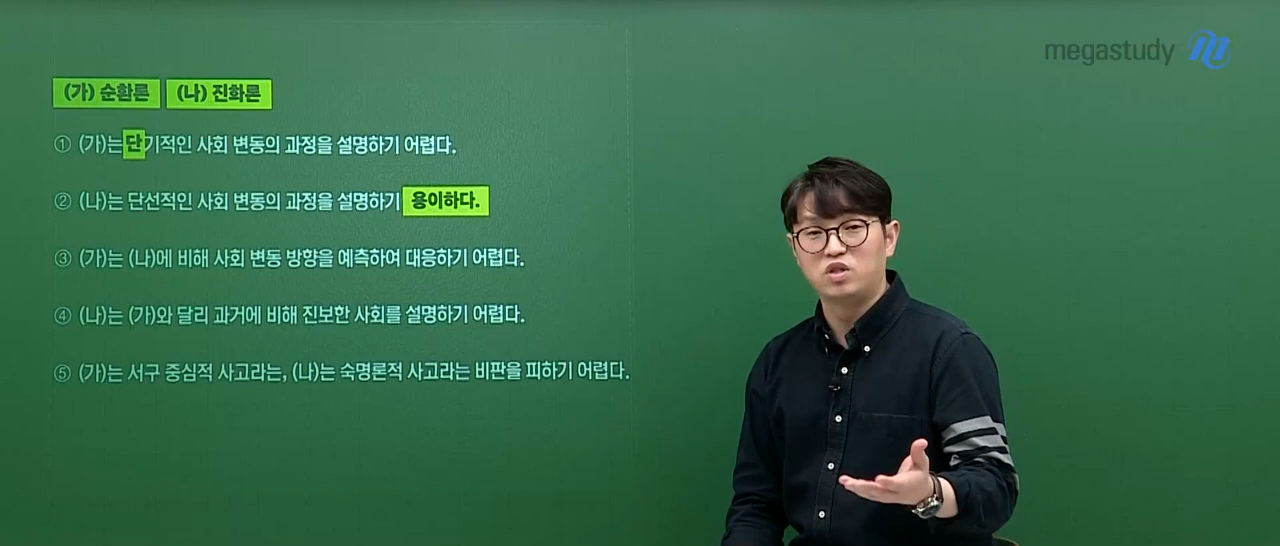 megastudy
(가) 순환론 (나) 진화론
① (가)는 단기적인 사회 변동의 과정을 설명하기 어렵다.
② (나)는 단선적인 사회 변동의 과정을 설명하기 용이하다.
③ (가)는 (나)에 비해 사회 변동 방향을 예측하여 대응하기 어렵다.
④ (나)는 (가)와 달리 과거에 비해 진보한 사회를 설명하기 어렵다.
⑤ (가)는 서구 중심적 사고라는, (나)는 숙명론적 사고라는 비판을 피하기 어렵다.